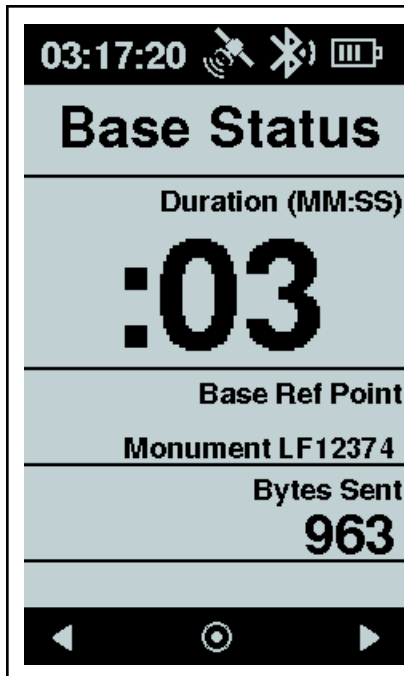 03:17:20
Base Status
Duration (MM:SS)
:03
Base Ref Point
Monument LF12374
Bytes Sent
963